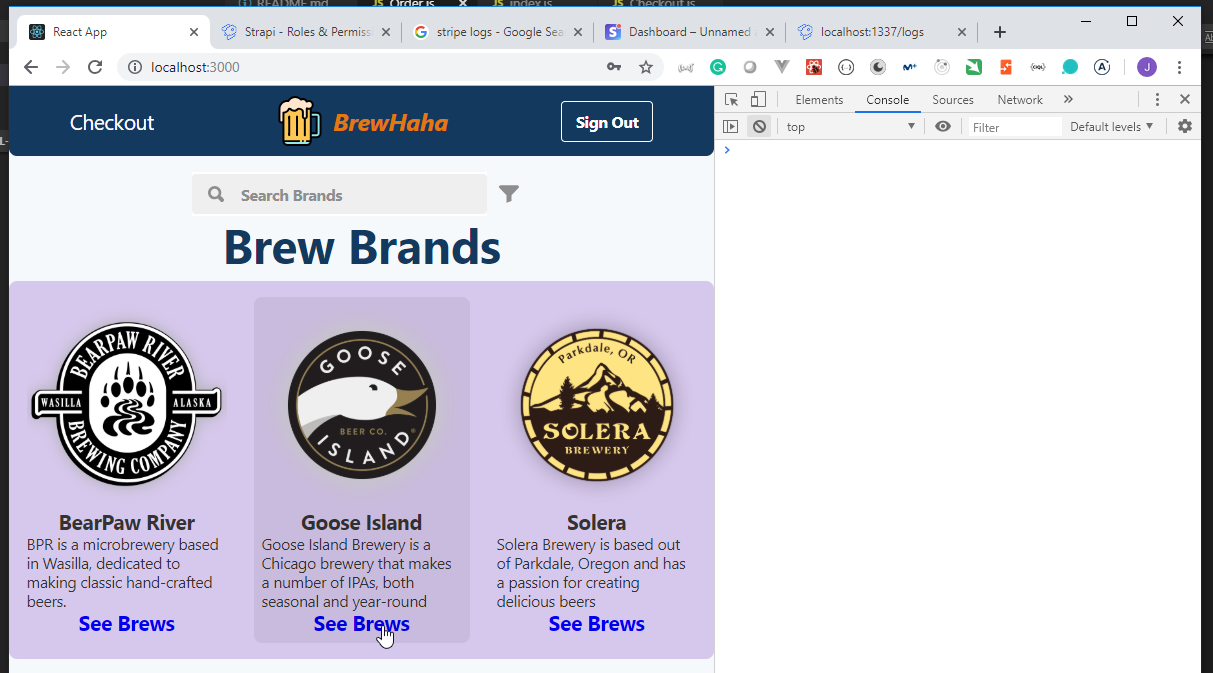 README.md
Order.js
index.js
Checkout.js
React App
Strapi - Roles & Permiss
stripe logs - Google Sea
Dashboard – Unnamed
localhost:1337/logs
localhost:3000
J
Elements
Console
Sources
Network
top
Filter
Default levels
Checkout
BrewHaha
Sign Out
Search Brands
Brew Brands
BEARPAW RIVER
WASILLA
ALASKA
BREWING COMPANY
GOOSE
BEER CO.
ISLAND®
Parkdale, OR
SOLERA
BREWERY
BearPaw River
BPR is a microbrewery based
in Wasilla, dedicated to
making classic hand-crafted
beers.
See Brews
Goose Island
Goose Island Brewery is a
Chicago brewery that makes
a number of IPAs, both
seasonal and year-round
See Brews
Solera
Solera Brewery is based out
of Parkdale, Oregon and has
a passion for creating
delicious beers
See Brews